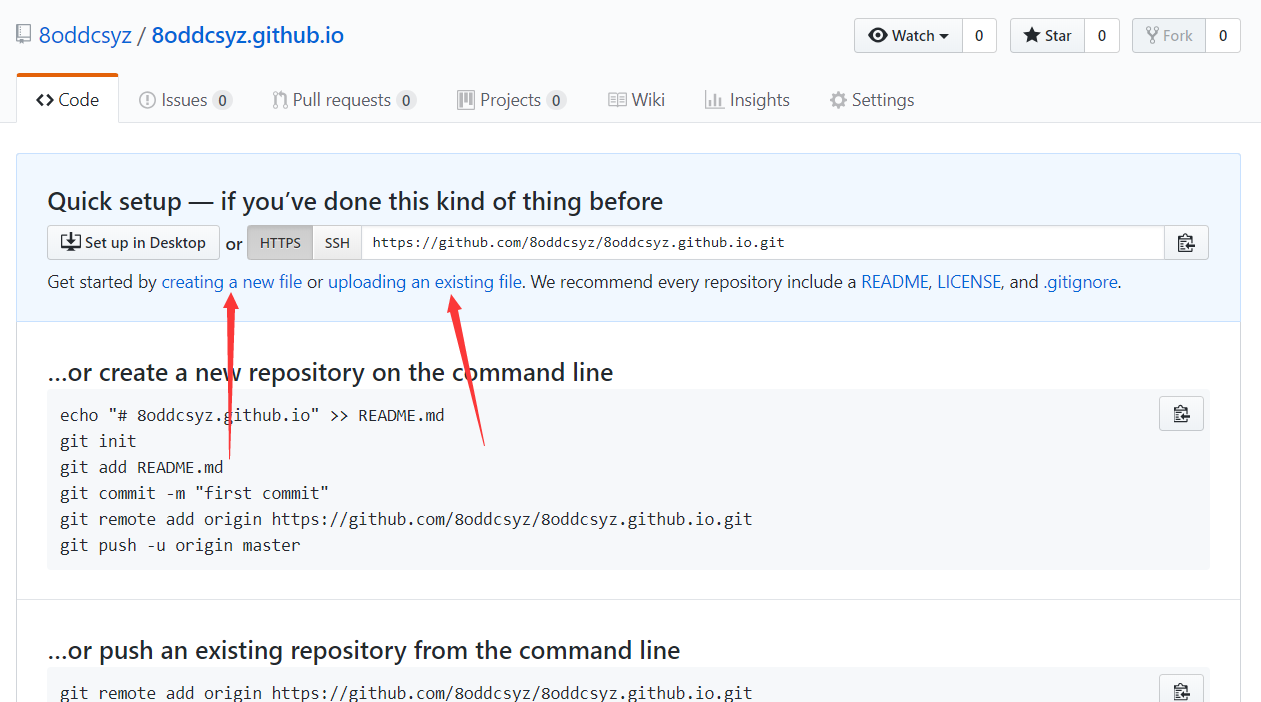 8oddcsyz / 8oddcsyz.github.io
Watch 0 Star 0 Fork 0
Code Issues 0 Pull requests 0 Projects 0 Wiki Insights Settings
Quick setup — if you’ve done this kind of thing before
Set up in Desktop or HTTPS SSH https://github.com/8oddcsyz/8oddcsyz.github.io.git
Get started by creating a new file or uploading an existing file. We recommend every repository include a README, LICENSE, and .gitignore.
…or create a new repository on the command line
echo "# 8oddcsyz.github.io" >> README.md
git init
git add README.md
git commit -m "first commit"
git remote add origin https://github.com/8oddcsyz/8oddcsyz.github.io.git
git push -u origin master
…or push an existing repository from the command line
git remote add origin https://github.com/8oddcsyz/8oddcsyz.github.io.git